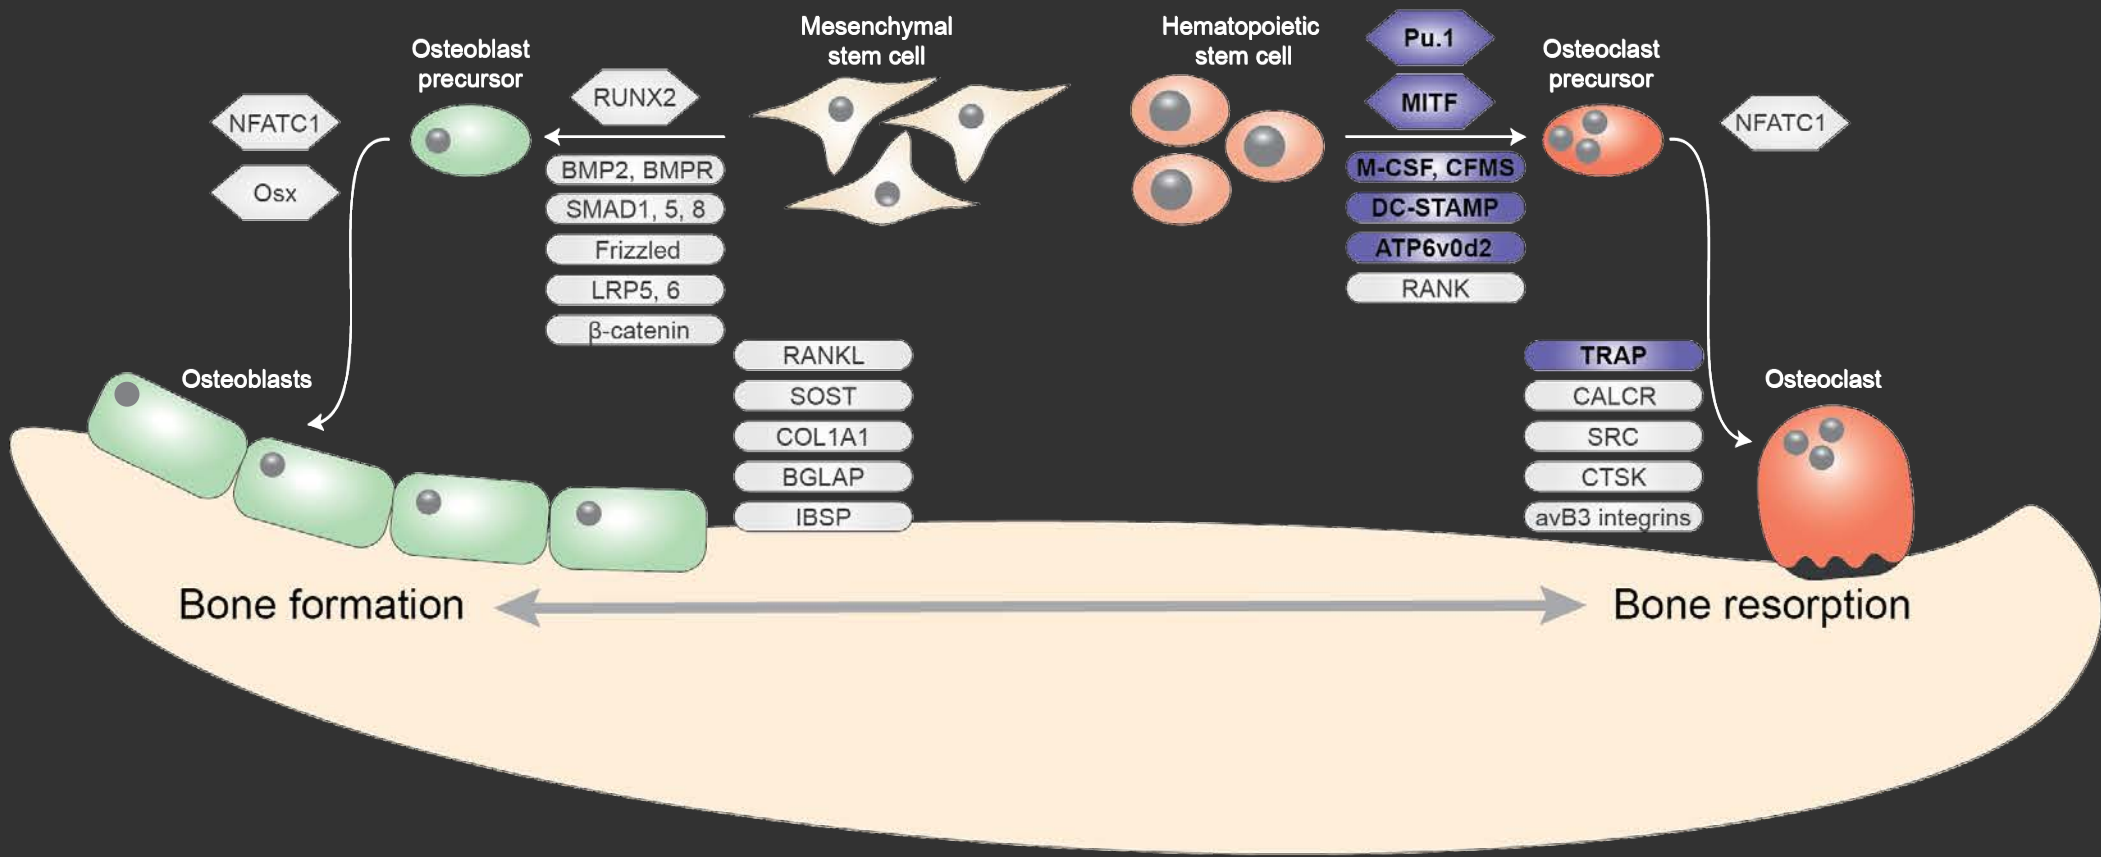 Osteoblast
precursor
Mesenchymal
stem cell
Hematopoietic
stem cell
Osteoclast
precursor
NFATC1
Osx
RUNX2
BMP2, BMPR
SMAD1, 5, 8
Frizzled
LRP5, 6
β-catenin
Pu.1
MITF
M-CSF, CFMS
DC-STAMP
ATP6v0d2
RANK
NFATC1
Osteoblasts
RANKL
SOST
COL1A1
BGLAP
IBSP
TRAP
CALCR
SRC
CTSK
avB3 integrins
Osteoclast
Bone formation
Bone resorption